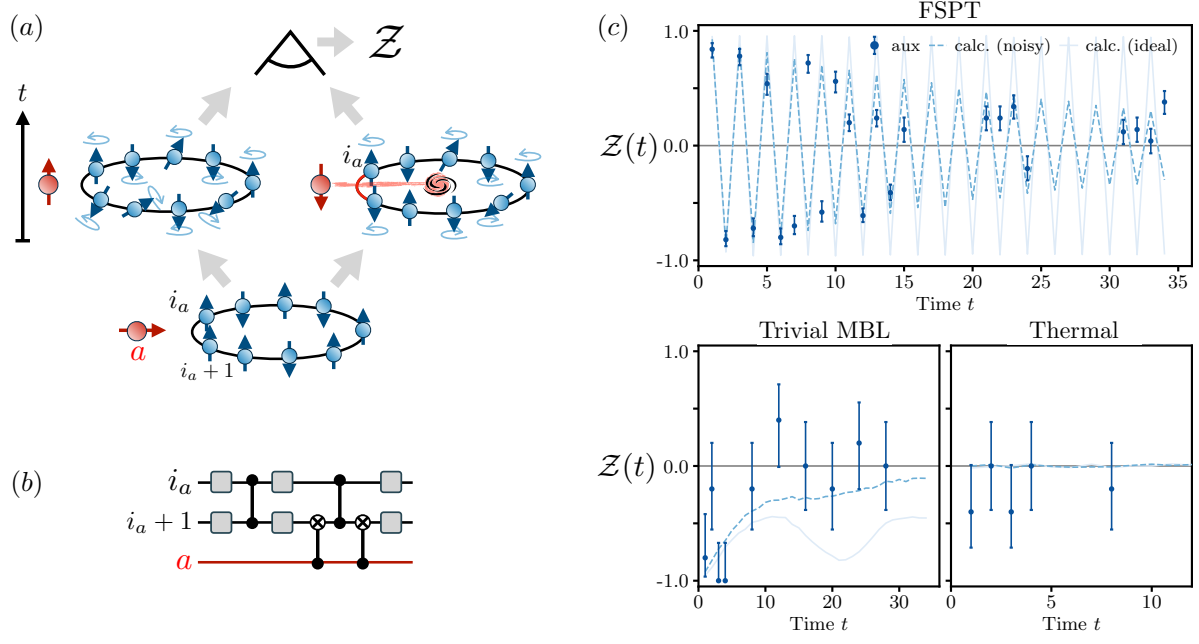 (a)
𝒵
t
i_a
i_a
a
i_a + 1
(b)
i_a
i_a + 1
a
(c)
FSPT
aux
calc. (noisy)
calc. (ideal)
1.0
0.0
-1.0
𝒵(t)
0 5 10 15 20 25 30 35
Time t
Trivial MBL
Thermal
1.0
0.0
-1.0
𝒵(t)
0 10 20 30
Time t
0 5 10
Time t